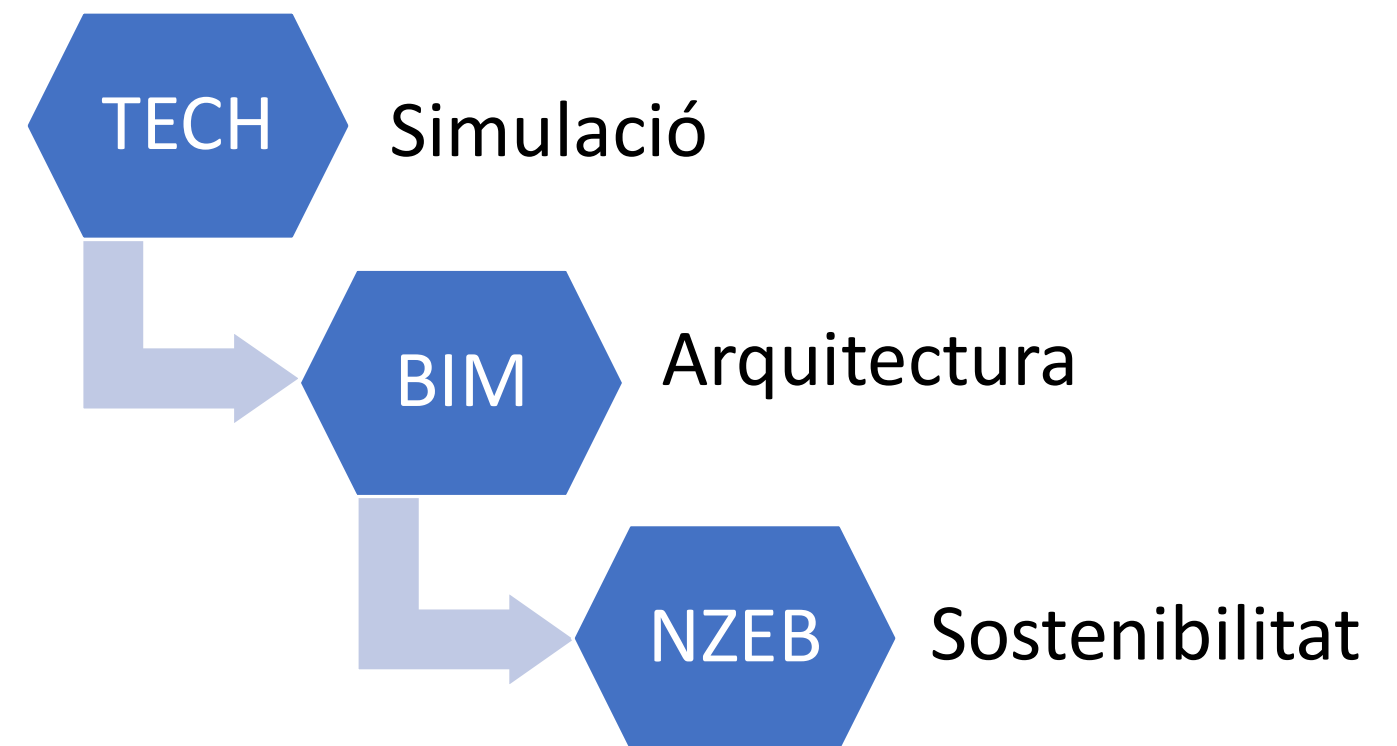 TECH
Simulació
BIM
Arquitectura
NZEB
Sostenibilitat